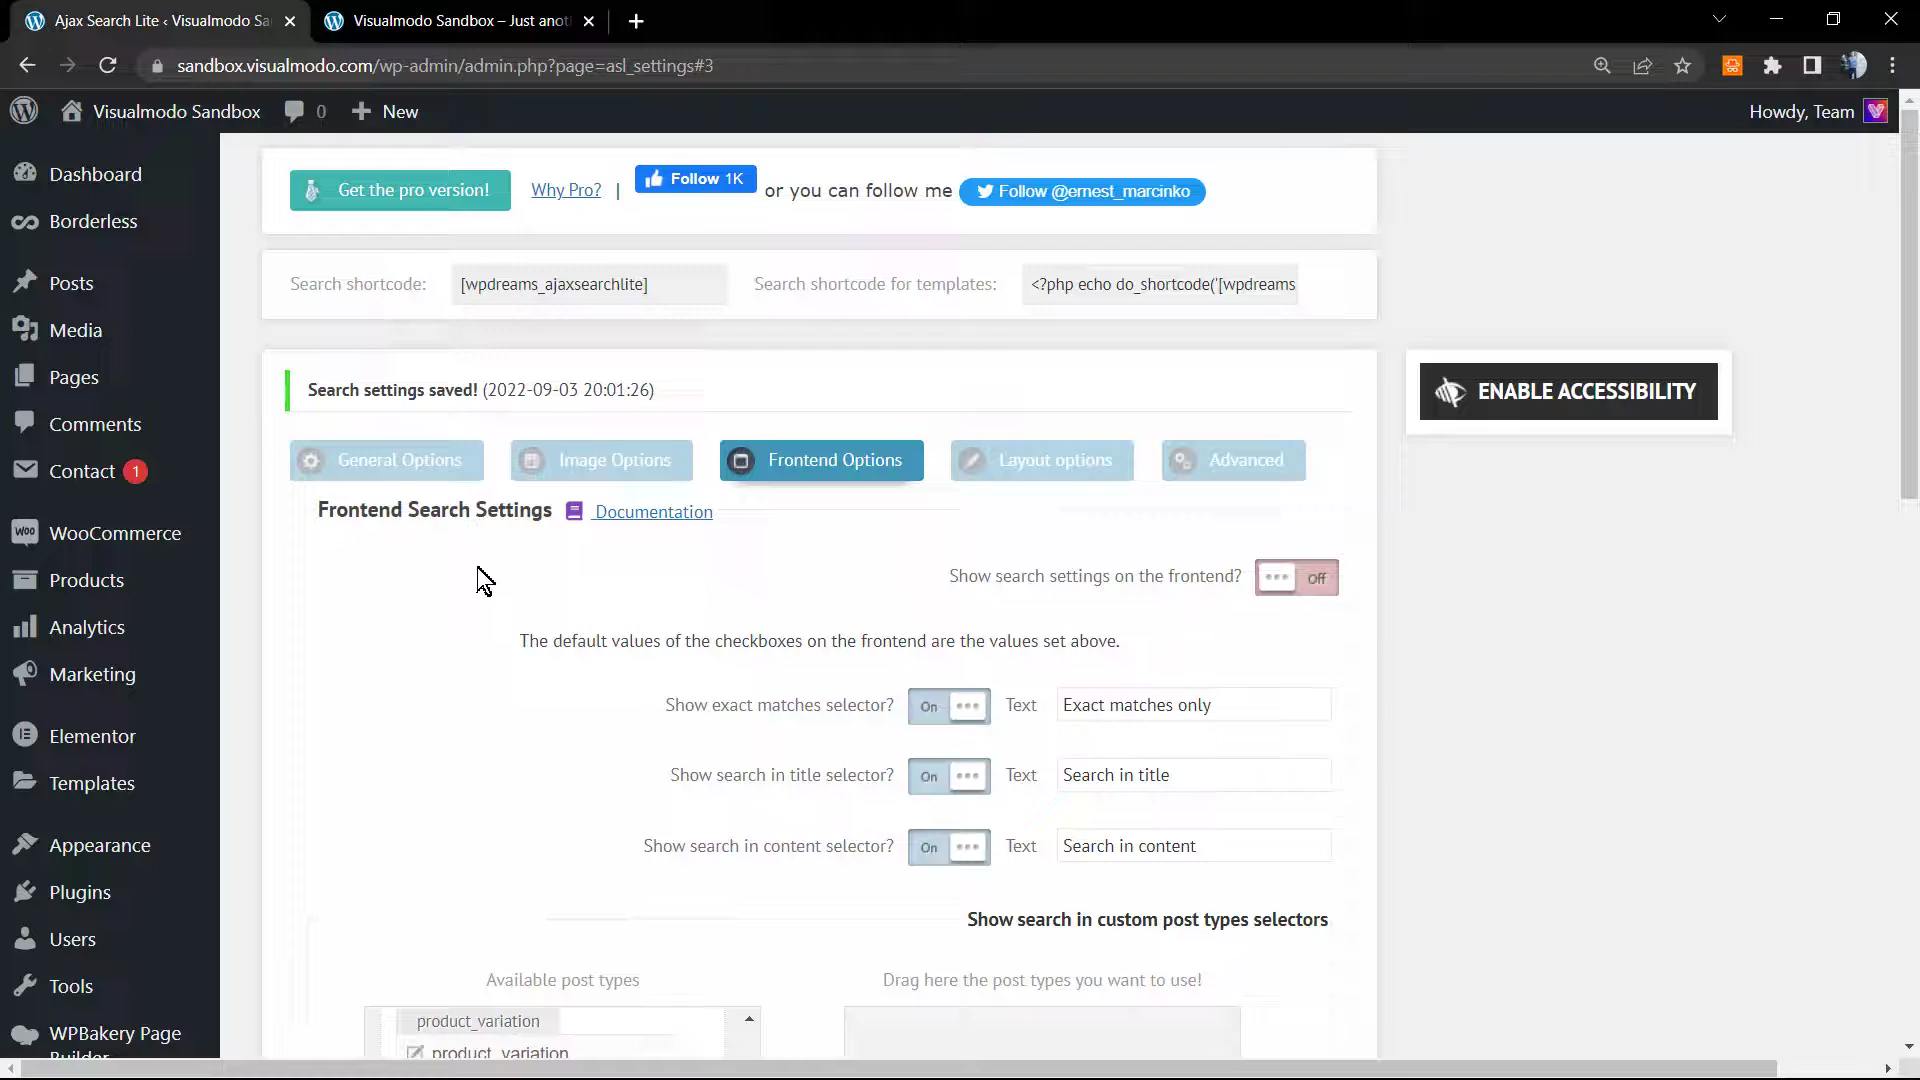 Ajax Search Lite ‹ Visualmodo Sa
Visualmodo Sandbox – Just anot
sandbox.visualmodo.com/wp-admin/admin.php?page=asl_settings#3
Visualmodo Sandbox
0
New
Howdy, Team
Dashboard
Borderless
Posts
Media
Pages
Comments
Contact 1
WooCommerce
Products
Analytics
Marketing
Elementor
Templates
Appearance
Plugins
Users
Tools
WPBakery Page
Builder
Get the pro version!
Why Pro?
|
Follow 1K
or you can follow me
Follow @ernest_marcinko
Search shortcode:
[wpdreams_ajaxsearchlite]
Search shortcode for templates:
<?php echo do_shortcode('[wpdreams
Search settings saved! (2022-09-03 20:01:26)
ENABLE ACCESSIBILITY
General Options
Image Options
Frontend Options
Layout options
Advanced
Frontend Search Settings
Documentation
Show search settings on the frontend?
Off
The default values of the checkboxes on the frontend are the values set above.
Show exact matches selector?
On
Text
Exact matches only
Show search in title selector?
On
Text
Search in title
Show search in content selector?
On
Text
Search in content
Show search in custom post types selectors
Available post types
Drag here the post types you want to use!
product_variation
product_variation